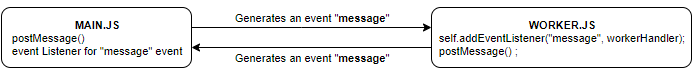 Generates an event "message"
MAIN.JS
postMessage()
event Listener for "message" event
WORKER.JS
self.addEventListener("message", workerHandler);
postMessage() ;
Generates an event "message"